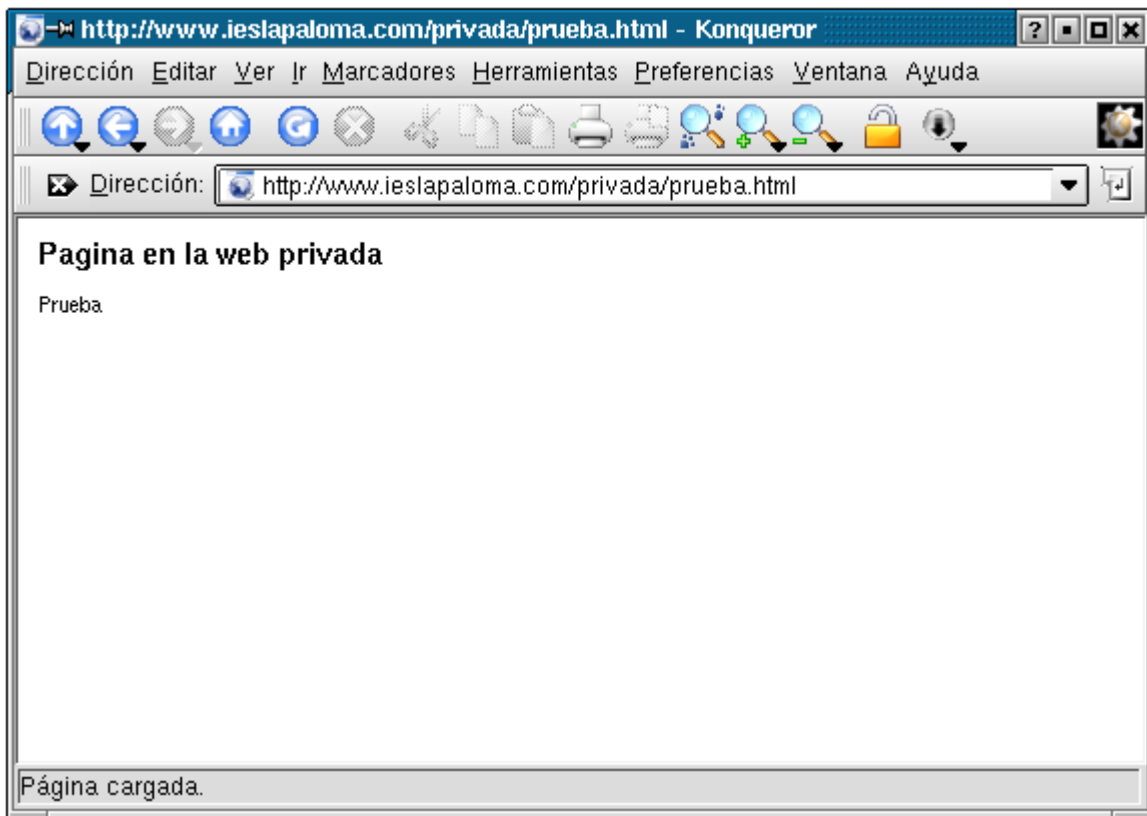 http://www.ieslapaloma.com/privada/prueba.html - Konqueror
Dirección Editar Ver Ir Marcadores Herramientas Preferencias Ventana Ayuda
Dirección: http://www.ieslapaloma.com/privada/prueba.html
Pagina en la web privada
Prueba
Página cargada.